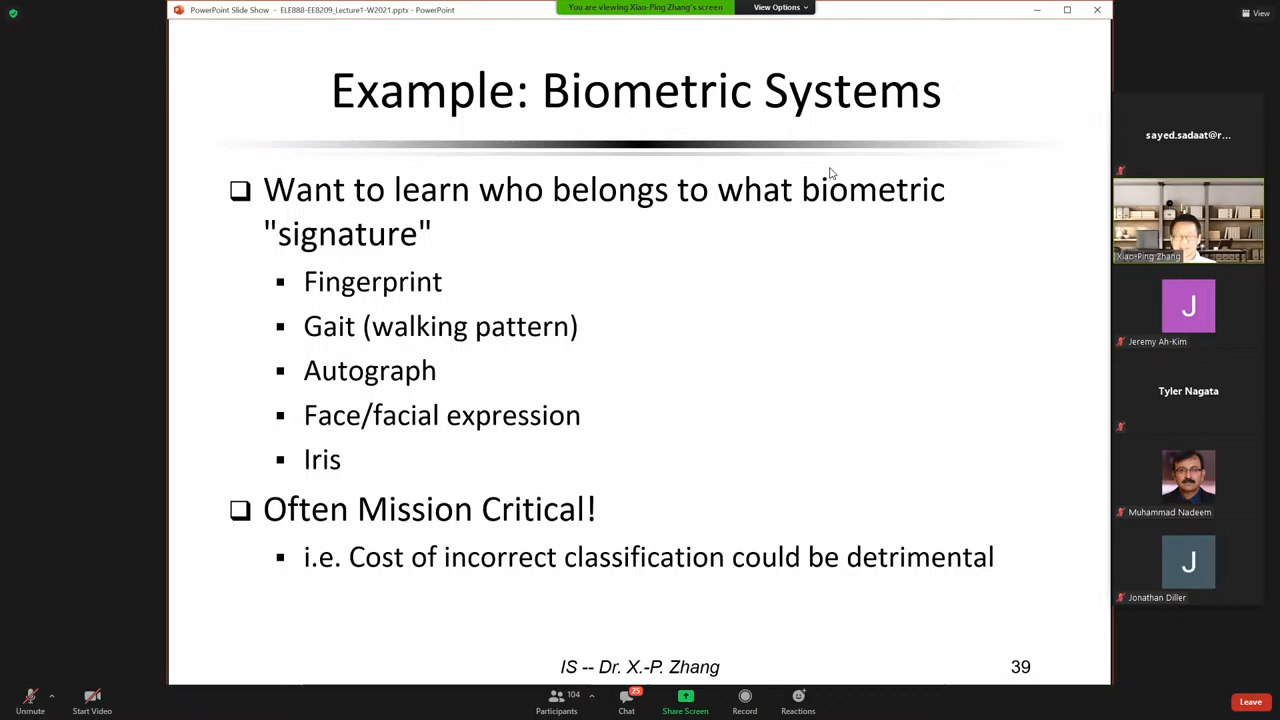 PowerPoint Slide Show - ELE888-EE8209_Lecture1-W2021.pptx - PowerPoint
You are viewing Xiao-Ping Zhang's screen
View Options
View
Example: Biometric Systems
Want to learn who belongs to what biometric
"signature"
Fingerprint
Gait (walking pattern)
Autograph
Face/facial expression
Iris
Often Mission Critical!
i.e. Cost of incorrect classification could be detrimental
IS -- Dr. X.-P. Zhang
39
sayed.sadaat@r...
Xiao-Ping Zhang
J
Jeremy Ah-Kim
Tyler Nagata
Muhammad Nadeem
J
Jonathan Diller
Unmute
Start Video
104
Participants
25
Chat
Share Screen
Record
Reactions
Leave